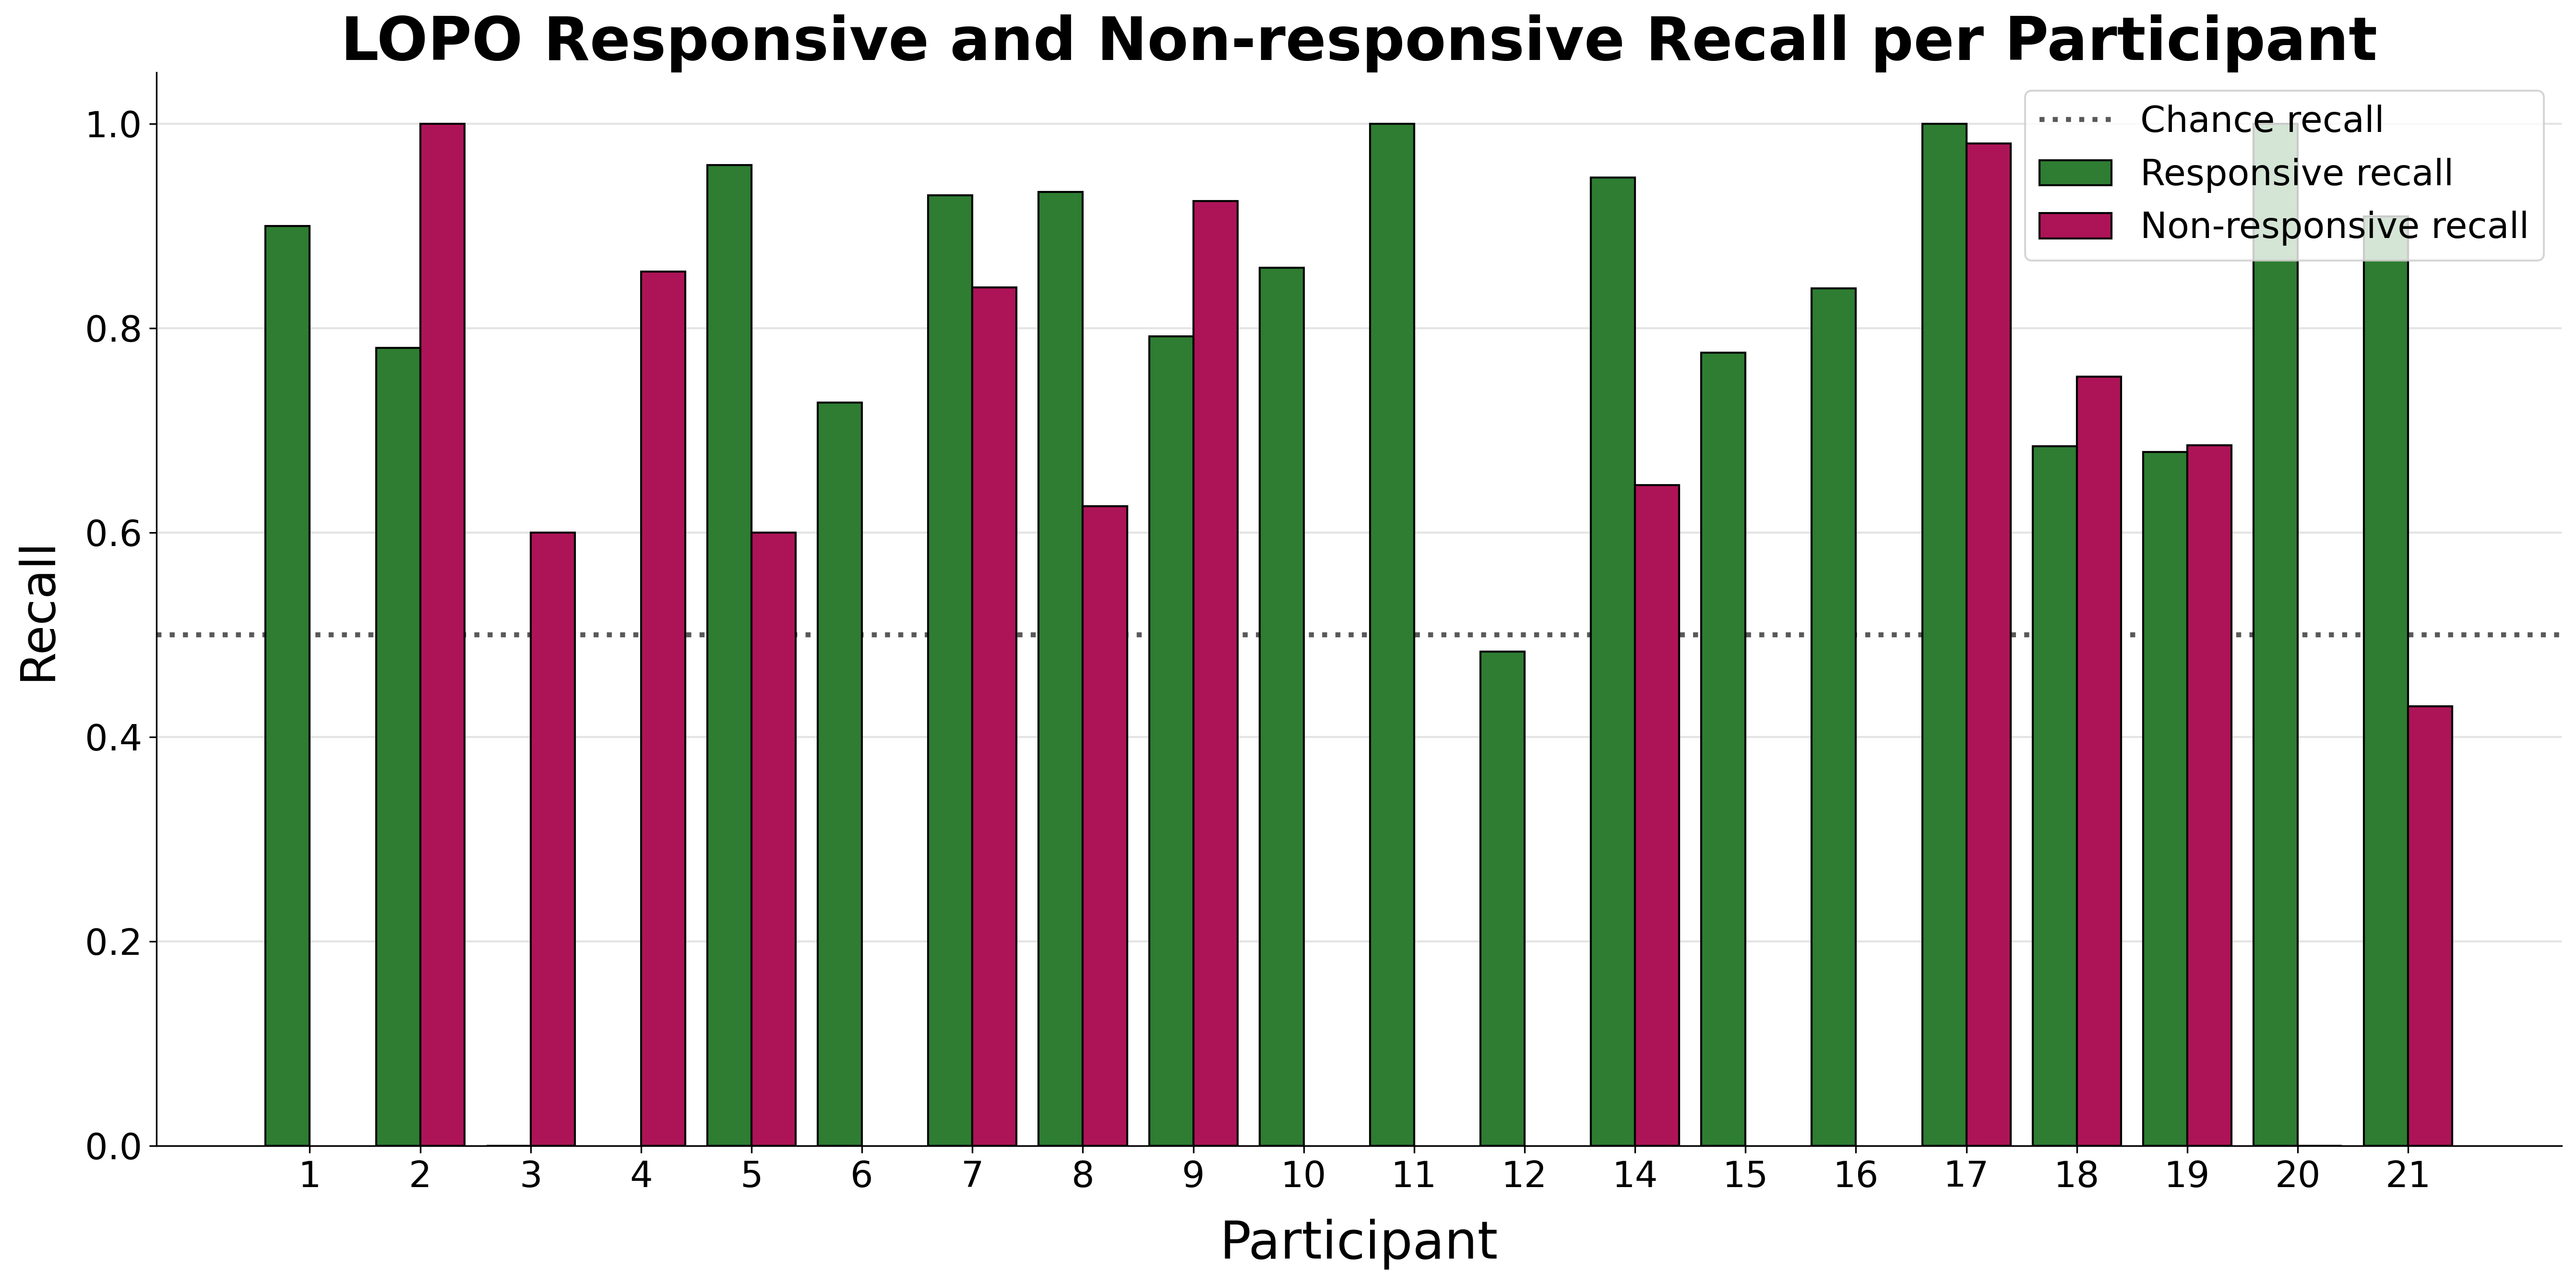 LOPO Responsive and Non-responsive Recall per Participant
Chance recall
Responsive recall
Non-responsive recall
Recall
1.0
0.8
0.6
0.4
0.2
0.0
1 2 3 4 5 6 7 8 9 10 11 12 14 15 16 17 18 19 20 21
Participant